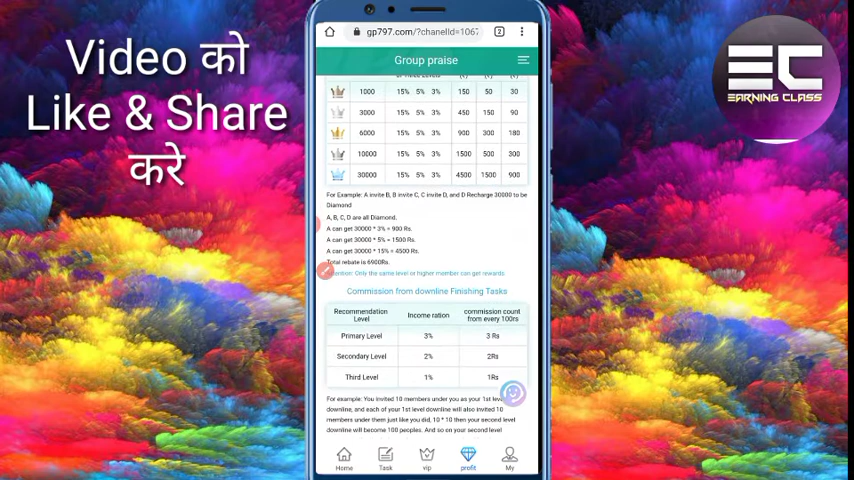 Video को
Like & Share
करे
EC
EARNING CLASS
gp797.com/?chanelId=1067
2
Group praise
1000 15% 5% 3% 150 50 30
3000 15% 5% 3% 450 150 90
6000 15% 5% 3% 900 300 180
10000 15% 5% 3% 1500 500 300
30000 15% 5% 3% 4500 1500 900
For Example: A invite B, B invite C, C invite D, and D Recharge 30000 to be
Diamond
A, B, C, D are all Diamond.
A can get 30000 * 3% = 900 Rs.
A can get 30000 * 5% = 1500 Rs.
A can get 30000 * 15% = 4500 Rs.
Total rebate is 6900Rs.
Attention: Only the same level or higher member can get rewards.
Commission from downline Finishing Tasks
Recommendation Level Income ration commission count from every 100rs
Primary Level 3% 3 Rs
Secondary Level 2% 2Rs
Third Level 1% 1Rs
For example: You invited 10 members under you as your 1st level
downline, and each of your 1st level downline will also invited 10
members under them just like you did, 10 * 10 then your second level
downline will become 100 peoples. And so on your second level
Home Task vip profit My